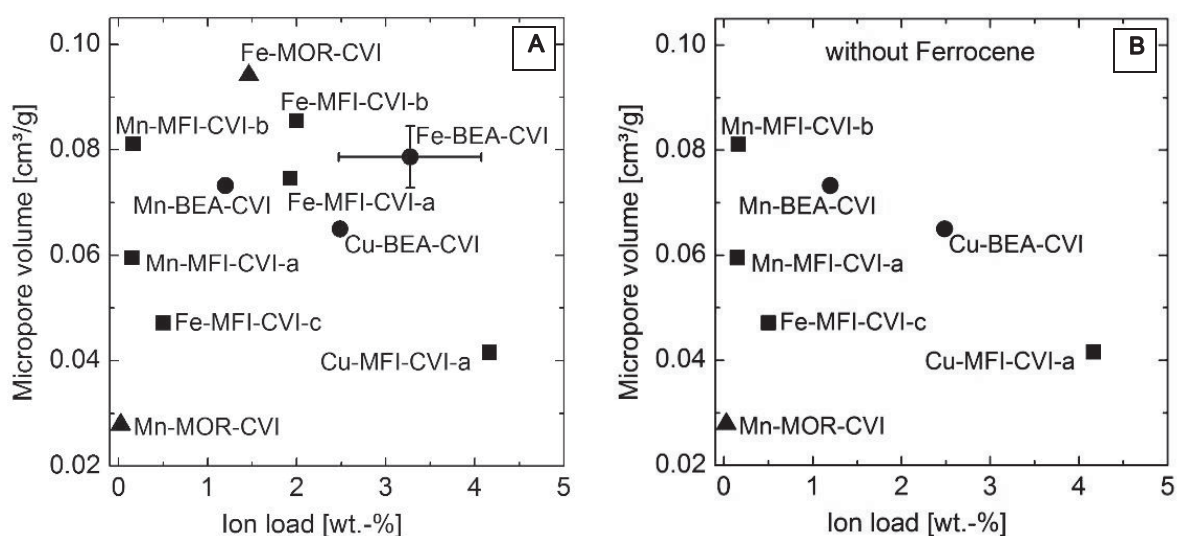 A
Micropore volume [cm³/g]
0.10
0.08
0.06
0.04
0.02
Fe-MOR-CVI
Fe-MFI-CVI-b
Mn-MFI-CVI-b
Fe-BEA-CVI
Mn-BEA-CVI
Fe-MFI-CVI-a
Cu-BEA-CVI
Mn-MFI-CVI-a
Fe-MFI-CVI-c
Cu-MFI-CVI-a
Mn-MOR-CVI
0 1 2 3 4 5
Ion load [wt.-%]
B
without Ferrocene
Micropore volume [cm³/g]
0.10
0.08
0.06
0.04
0.02
Mn-MFI-CVI-b
Mn-BEA-CVI
Cu-BEA-CVI
Mn-MFI-CVI-a
Fe-MFI-CVI-c
Cu-MFI-CVI-a
Mn-MOR-CVI
0 1 2 3 4 5
Ion load [wt.-%]